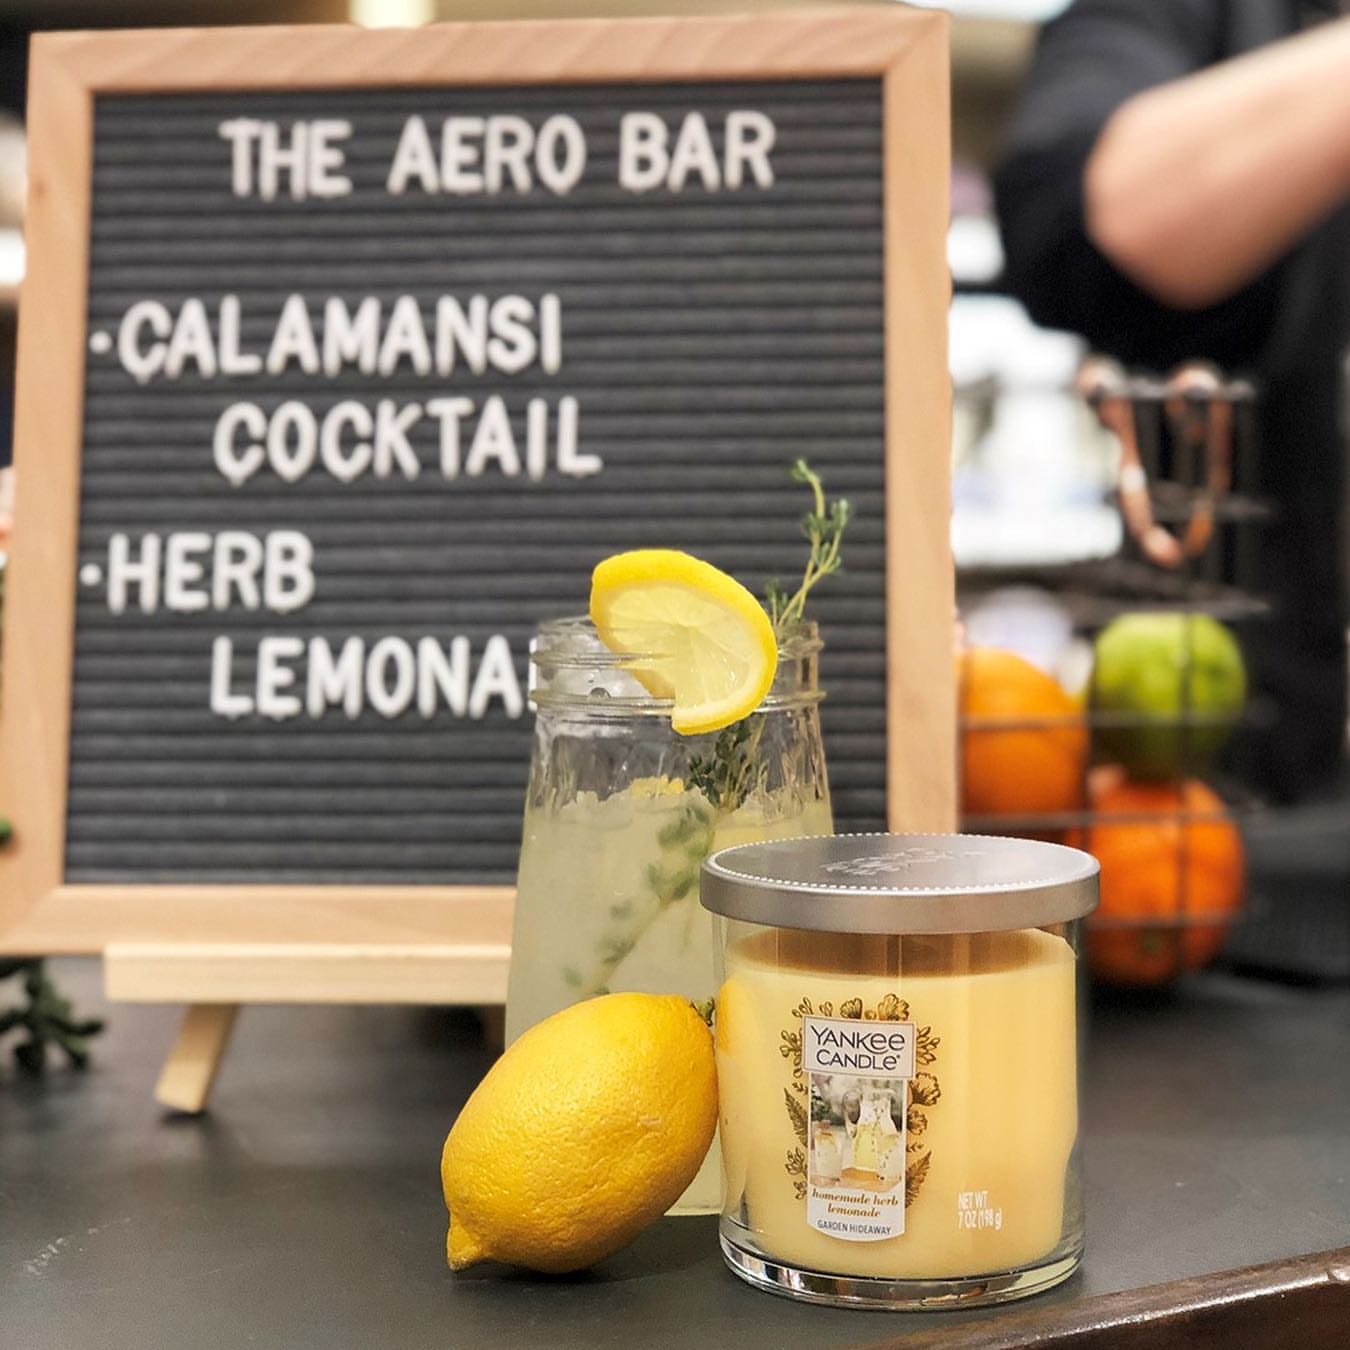 THE AERO BAR
·CALAMANSI
COCKTAIL
·HERB
LEMONA
YANKEE
CANDLE®
homemade herb
lemonade
GARDEN HIDEAWAY
NET WT
7 OZ (198 g)